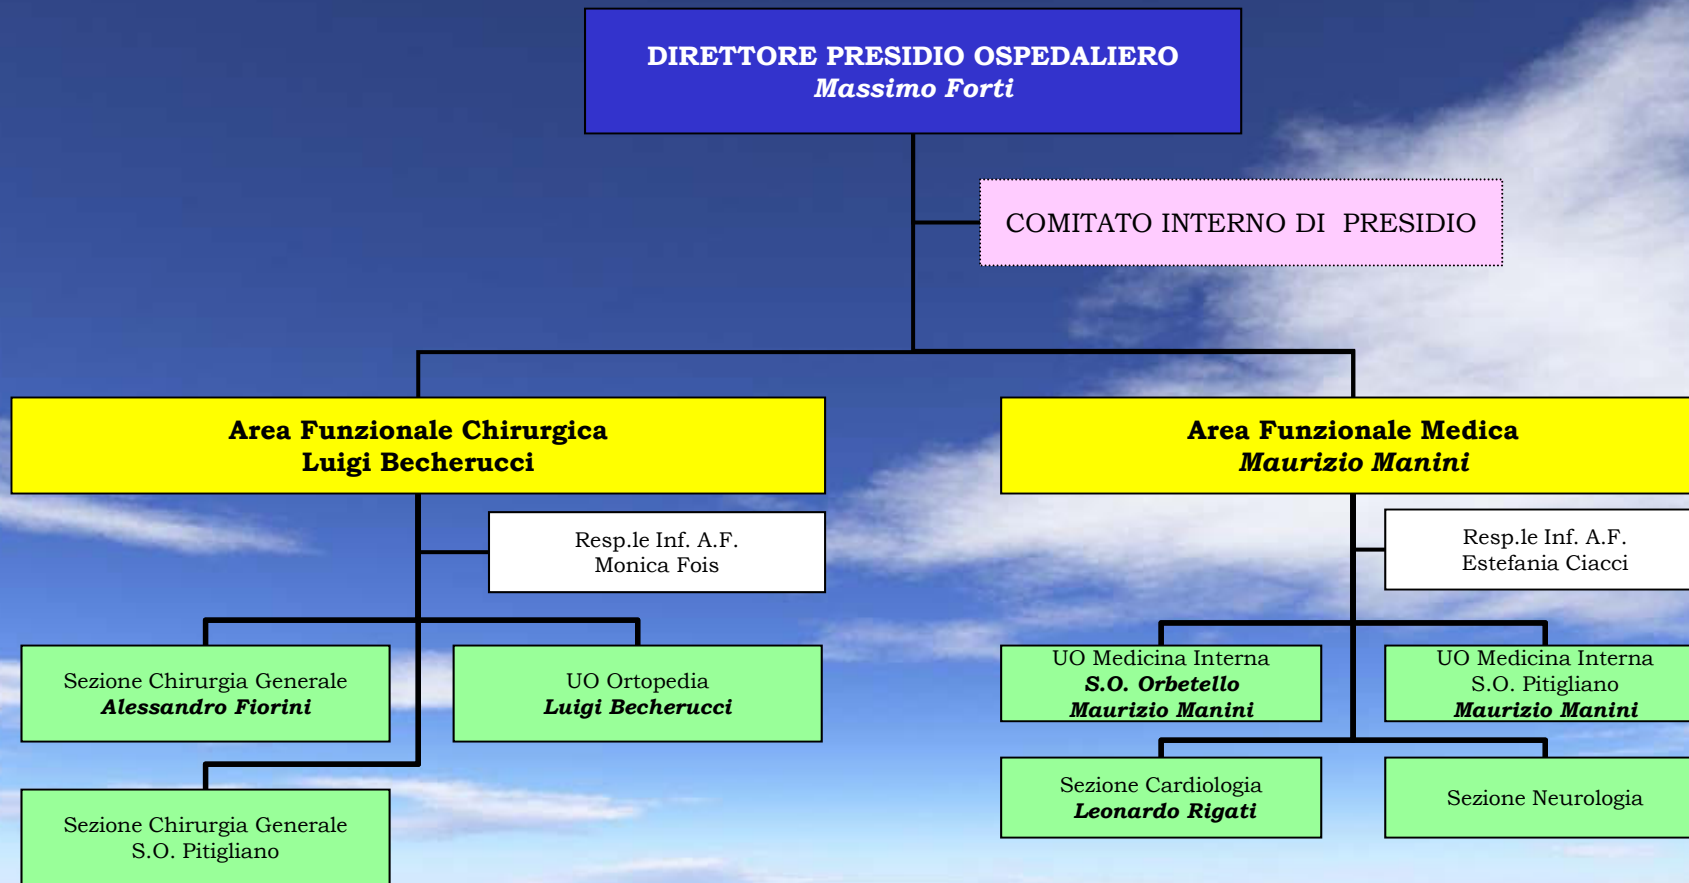 DIRETTORE PRESIDIO OSPEDALIERO
Massimo Forti
COMITATO INTERNO DI PRESIDIO
Area Funzionale Chirurgica
Luigi Becherucci
Area Funzionale Medica
Maurizio Manini
Resp.le Inf. A.F.
Monica Fois
Resp.le Inf. A.F.
Estefania Ciacci
Sezione Chirurgia Generale
Alessandro Fiorini
UO Ortopedia
Luigi Becherucci
UO Medicina Interna
S.O. Orbetello
Maurizio Manini
UO Medicina Interna
S.O. Pitigliano
Maurizio Manini
Sezione Chirurgia Generale
S.O. Pitigliano
Sezione Cardiologia
Leonardo Rigati
Sezione Neurologia